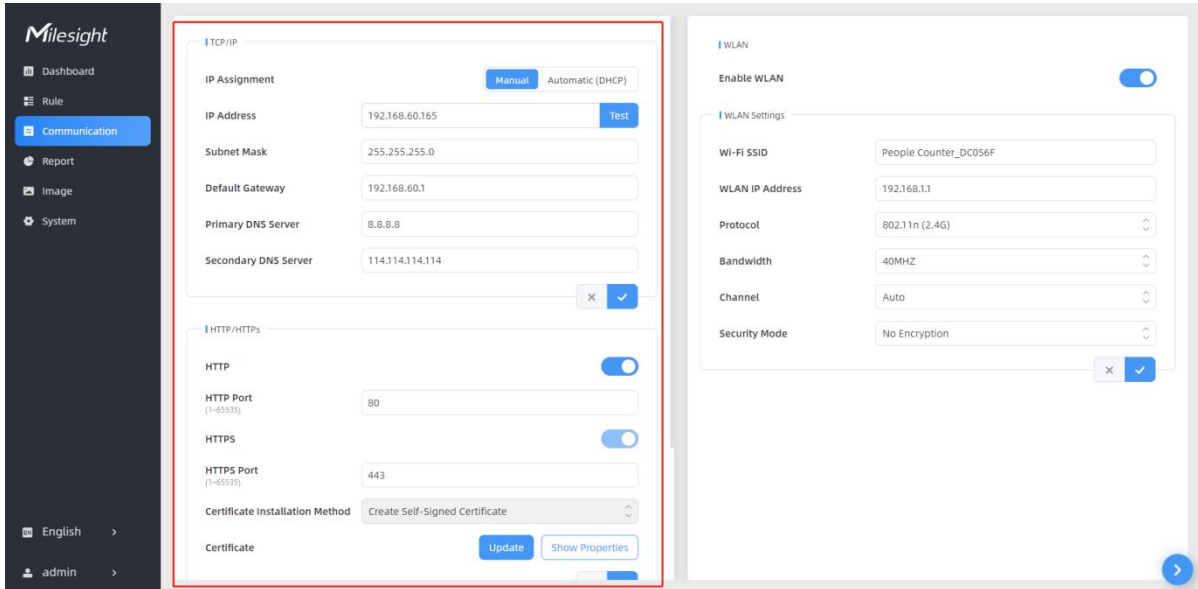 Milesight
Dashboard
Rule
Communication
Report
Image
System
EN English
admin
TCP/IP
IP Assignment Manual Automatic (DHCP)
IP Address 192.168.60.165 Test
Subnet Mask 255.255.255.0
Default Gateway 192.168.60.1
Primary DNS Server 8.8.8.8
Secondary DNS Server 114.114.114.114
HTTP/HTTPs
HTTP
HTTP Port 80
(1~65535)
HTTPS
HTTPS Port 443
(1~65535)
Certificate Installation Method Create Self-Signed Certificate
Certificate Update Show Properties
WLAN
Enable WLAN
WLAN Settings
Wi-Fi SSID People Counter_DC056F
WLAN IP Address 192.168.1.1
Protocol 802.11n (2.4G)
Bandwidth 40MHZ
Channel Auto
Security Mode No Encryption